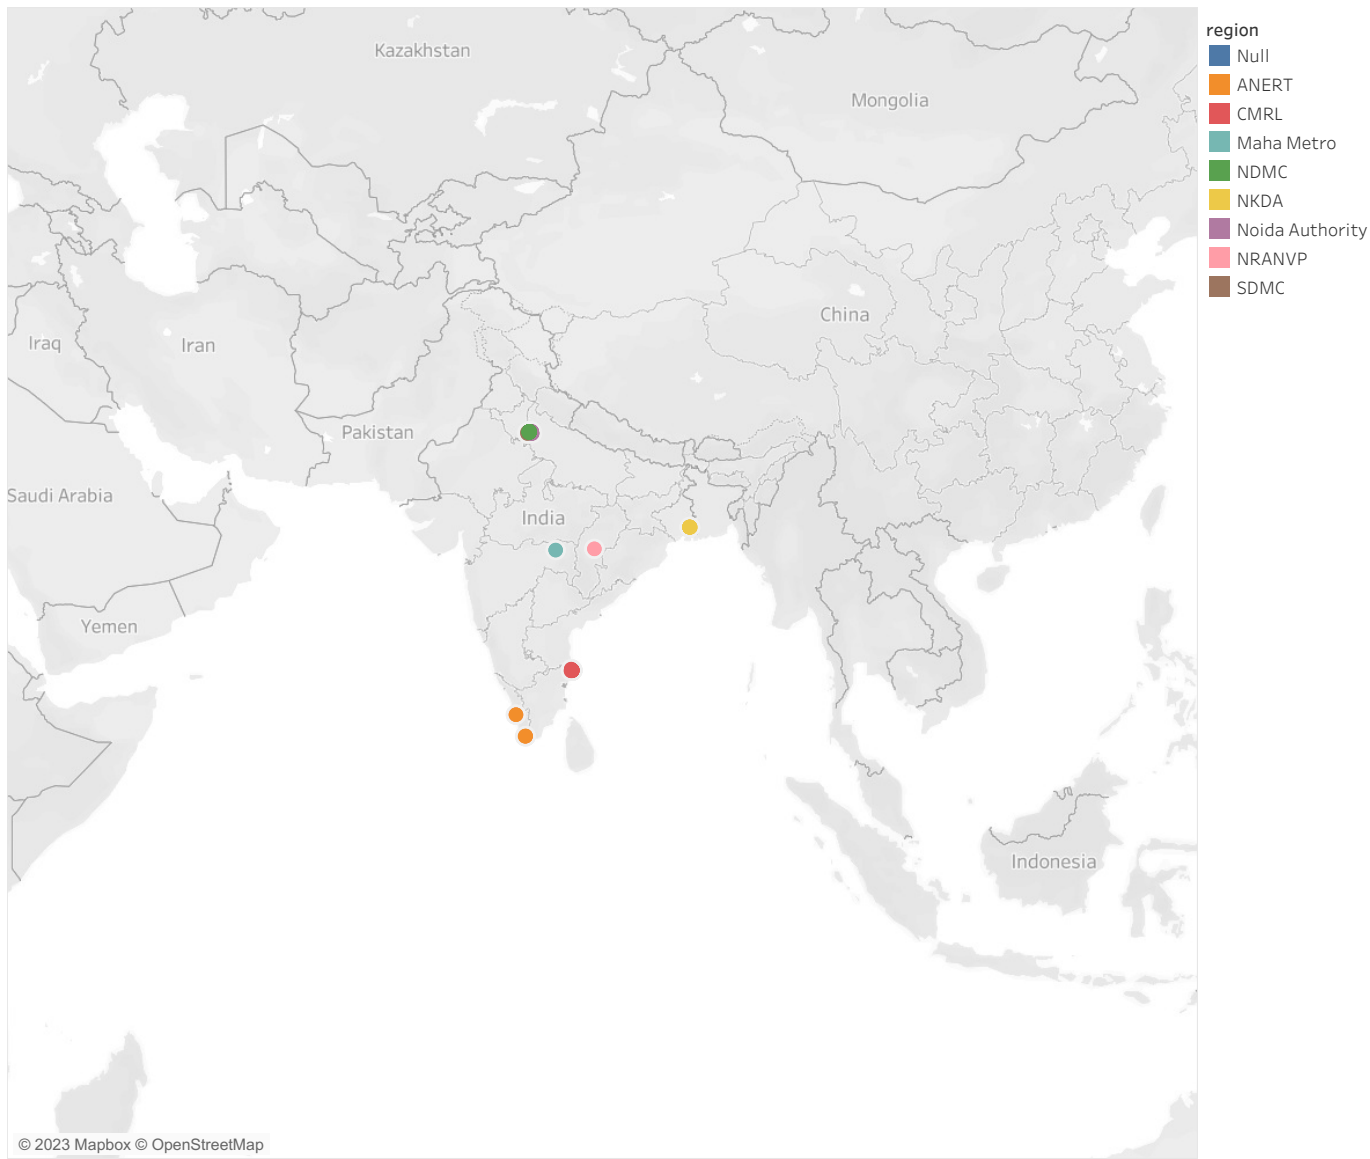 region
Null
ANERT
CMRL
Maha Metro
NDMC
NKDA
Noida Authority
NRANVP
SDMC
Kazakhstan
Mongolia
China
Iraq
Iran
Pakistan
Saudi Arabia
India
Yemen
Indonesia
© 2023 Mapbox © OpenStreetMap